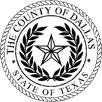 THE COUNTY OF DALLAS
STATE OF TEXAS